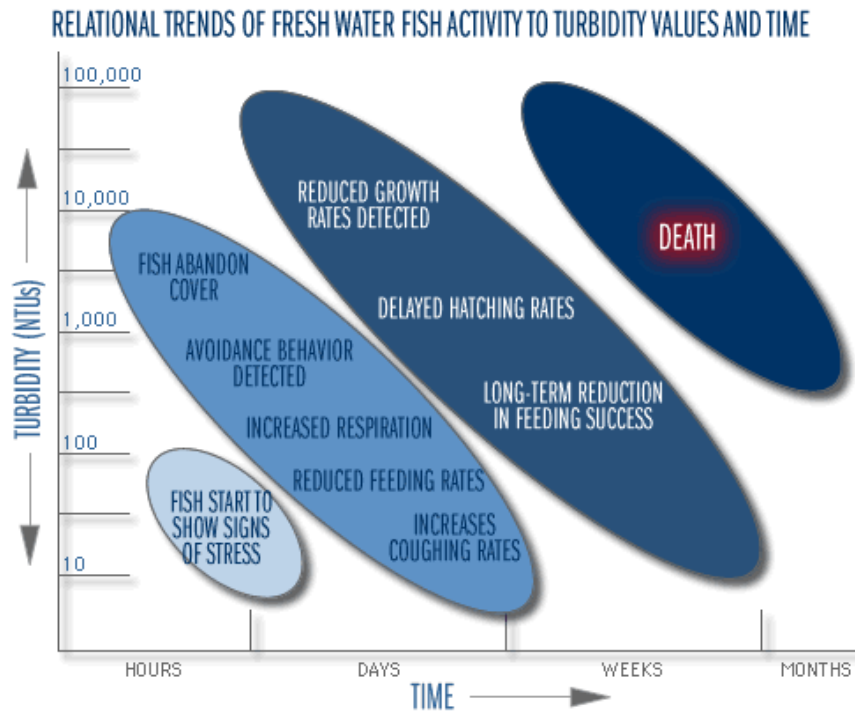 RELATIONAL TRENDS OF FRESH WATER FISH ACTIVITY TO TURBIDITY VALUES AND TIME
100,000
10,000
1,000
100
10
TURBIDITY (NTUs)
REDUCED GROWTH
RATES DETECTED
DEATH
FISH ABANDON
COVER
DELAYED HATCHING RATES
AVOIDANCE BEHAVIOR
DETECTED
LONG-TERM REDUCTION
IN FEEDING SUCCESS
INCREASED RESPIRATION
REDUCED FEEDING RATES
FISH START TO
SHOW SIGNS
OF STRESS
INCREASES
COUGHING RATES
HOURS
DAYS
WEEKS
MONTHS
TIME